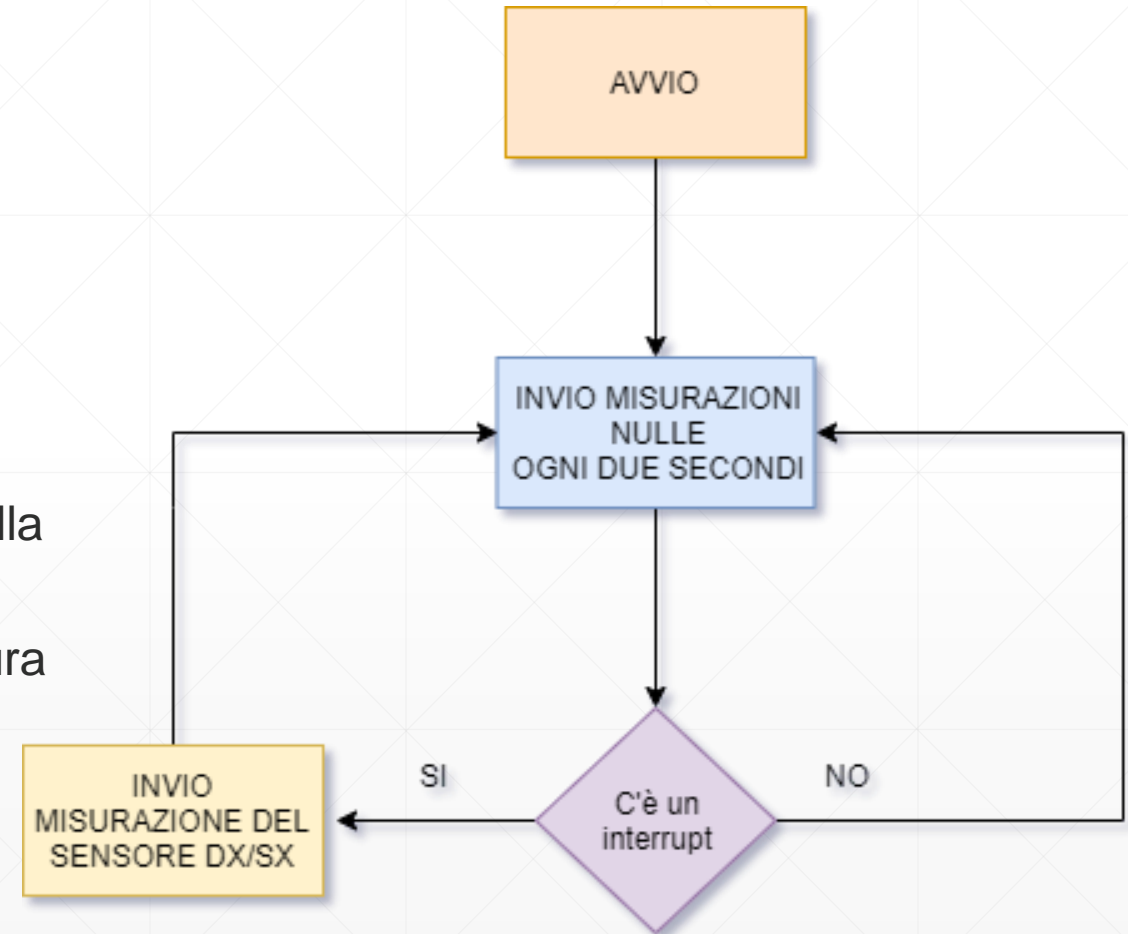 AVVIO
INVIO MISURAZIONI
NULLE
OGNI DUE SECONDI
C'è un
interrupt
SI
NO
INVIO
MISURAZIONE DEL
SENSORE DX/SX